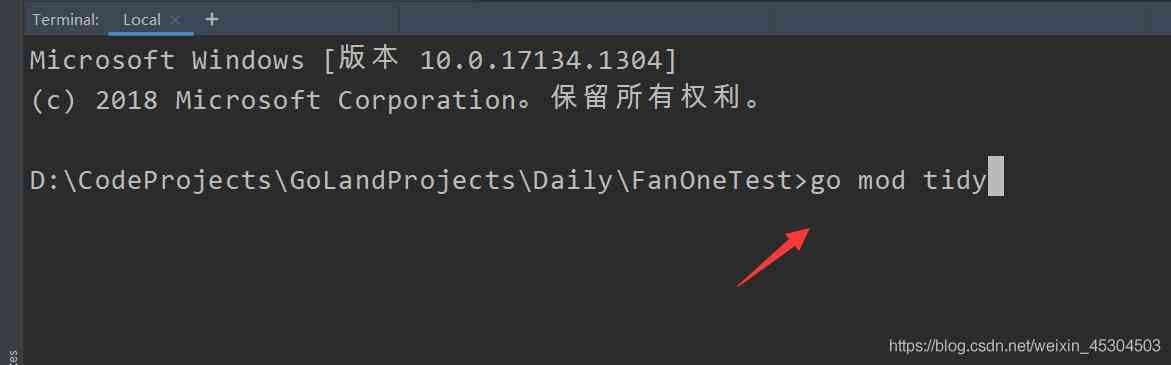 Terminal: Local × +
Microsoft Windows [版本 10.0.17134.1304]
(c) 2018 Microsoft Corporation。保留所有权利。
D:\CodeProjects\GoLandProjects\Daily\FanOneTest>go mod tidy
https://blog.csdn.net/weixin_45304503